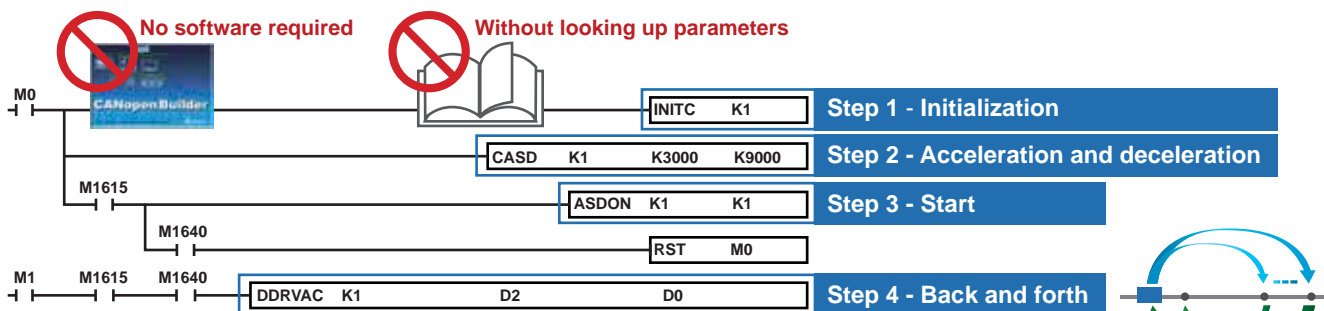 No software required
Without looking up parameters
CANopen Builder
M0
INITC K1
Step 1 - Initialization
CASD K1 K3000 K9000
Step 2 - Acceleration and deceleration
M1615
ASDON K1 K1
Step 3 - Start
M1640
RST M0
M1 M1615 M1640
DDRVAC K1 D2 D0
Step 4 - Back and forth